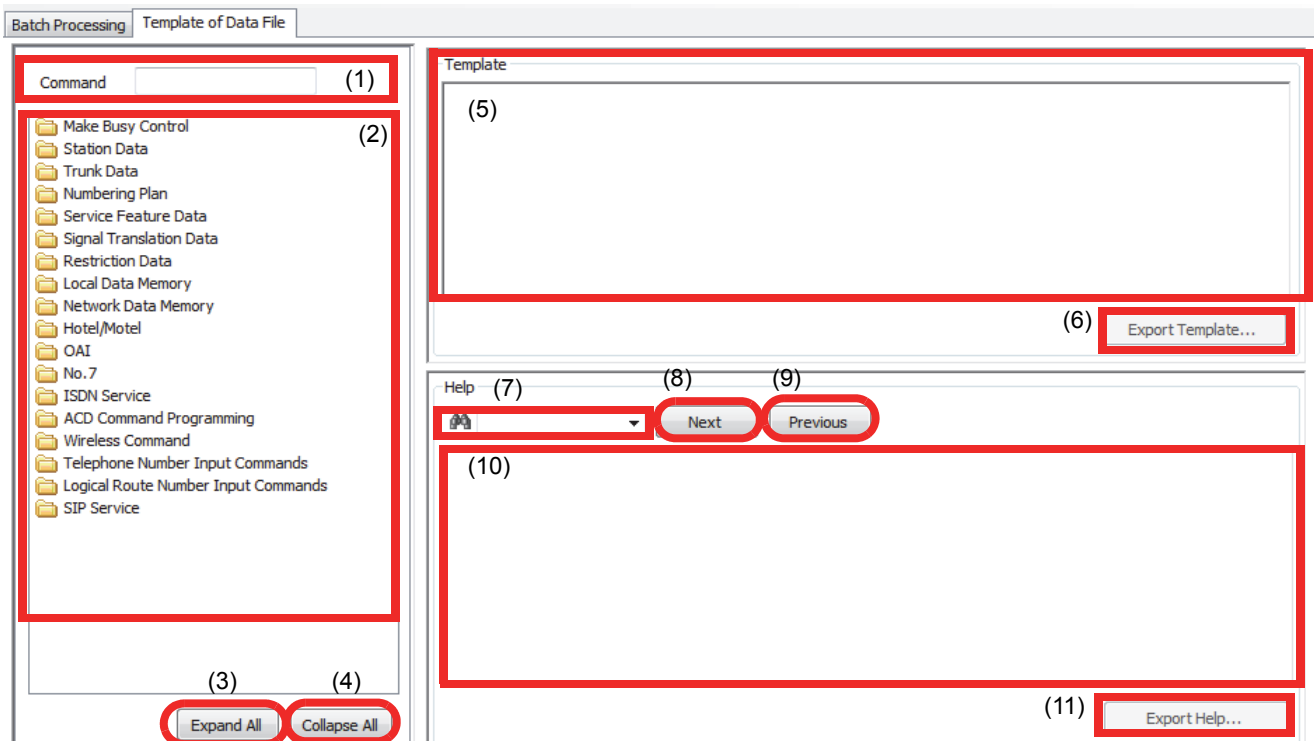 Batch Processing
Template of Data File
Command
(1)
(2)
Make Busy Control
Station Data
Trunk Data
Numbering Plan
Service Feature Data
Signal Translation Data
Restriction Data
Local Data Memory
Network Data Memory
Hotel/Motel
OAI
No.7
ISDN Service
ACD Command Programming
Wireless Command
Telephone Number Input Commands
Logical Route Number Input Commands
SIP Service
(3)
(4)
Expand All
Collapse All
Template
(5)
(6)
Export Template...
Help
(7)
(8)
(9)
Next
Previous
(10)
(11)
Export Help...